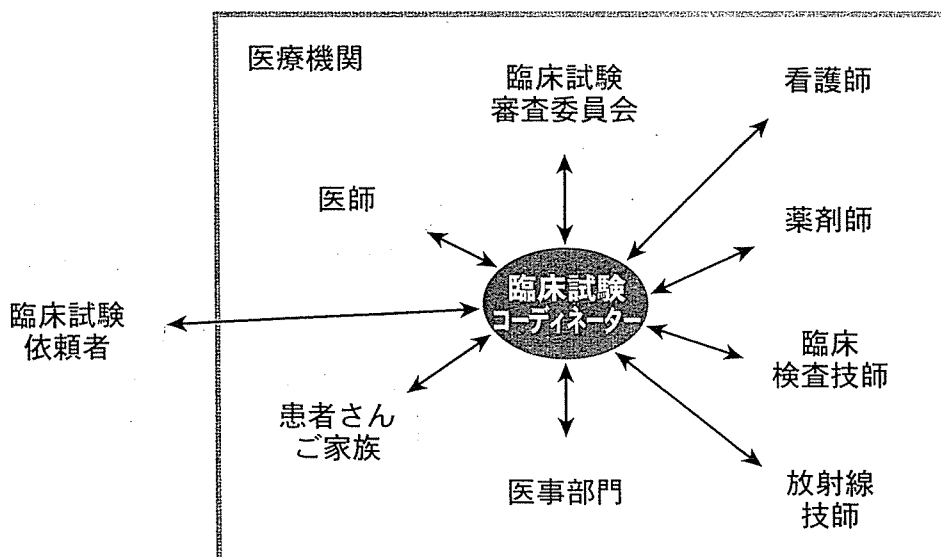 医療機関
臨床試験
審査委員会
看護師
医師
薬剤師
臨床試験
コーディネーター
臨床試験
依頼者
臨床
検査技師
患者さん
ご家族
医事部門
放射線
技師